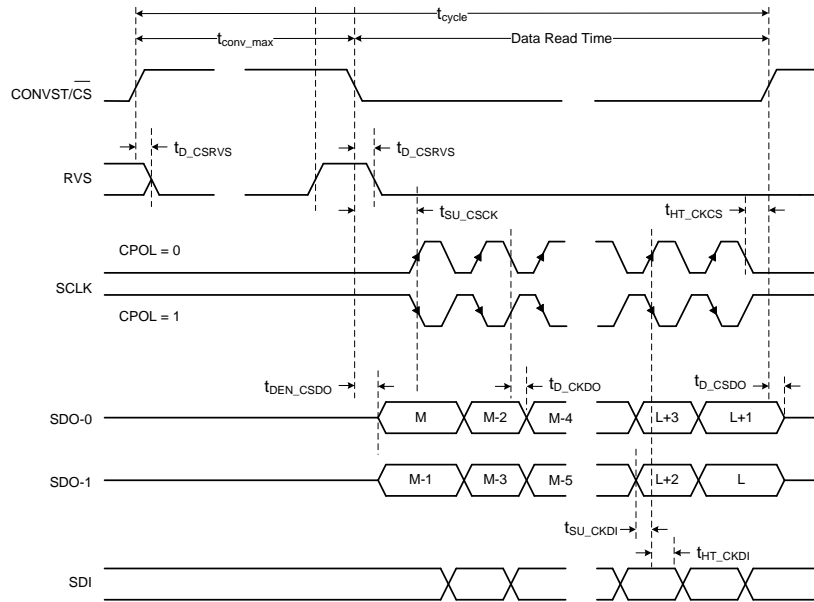 tcycle
tconv_max
Data Read Time
CONVST/CS
tD_CSRVS
tD_CSRVS
RVS
tSU_CSCK
tHT_CKCS
CPOL = 0
SCLK
CPOL = 1
tDEN_CSDO
tD_CKDO
tD_CSDO
SDO-0
M
M-2
M-4
L+3
L+1
SDO-1
M-1
M-3
M-5
L+2
L
tSU_CKDI
tHT_CKDI
SDI